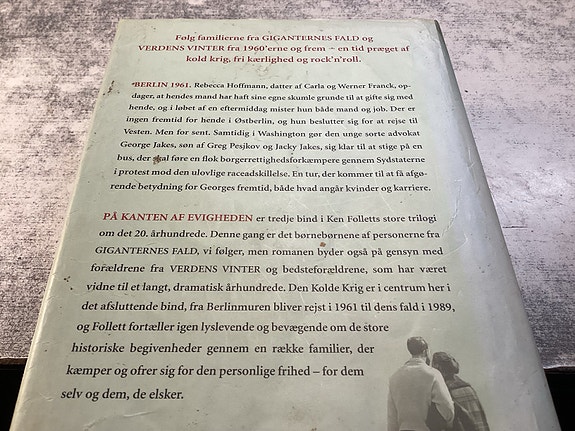 Følg familierne fra GIGANTERNES FALD og
VERDENS VINTER fra 1960'erne og frem – en tid præget af
kold krig, fri kærlighed og rock'n'roll.
BERLIN 1961. Rebecca Hoffmann, datter af Carla og Werner Franck, op-
dager, at hendes mand har haft sine egne skumle grunde til at gifte sig med
hende, og i løbet af en eftermiddag mister hun både mand og job. Der er
ingen fremtid for hende i Østberlin, og hun beslutter sig for at rejse til
Vesten. Men for sent. Samtidig i Washington gør den unge sorte advokat
George Jakes, søn af Greg Pesjkov og Jacky Jakes, sig klar til at stige på en
bus, der skal føre en flok borgerrettighedsforkæmpere gennem Sydstaterne
i protest mod den ulovlige raceadskillelse. En tur, der kommer til at få afgø-
rende betydning for Georges fremtid, både hvad angår kvinder og karriere.
PÅ KANTEN AF EVIGHEDEN er tredje bind i Ken Folletts store trilogi
om det 20. århundrede. Denne gang er det børnebørnene af personerne fra
GIGANTERNES FALD, vi følger, men romanen byder også på gensyn med
forældrene fra VERDENS VINTER og bedsteforældrene, som har været
vidne til et langt, dramatisk århundrede. Den Kolde Krig er i centrum her i
det afsluttende bind, fra Berlinmuren bliver rejst i 1961 til dens fald i 1989,
og Follett fortæller igen lyslevende og bevægende om de store
historiske begivenheder gennem en række familier, der
kæmper og ofrer sig for den personlige frihed – for dem
selv og dem, de elsker.